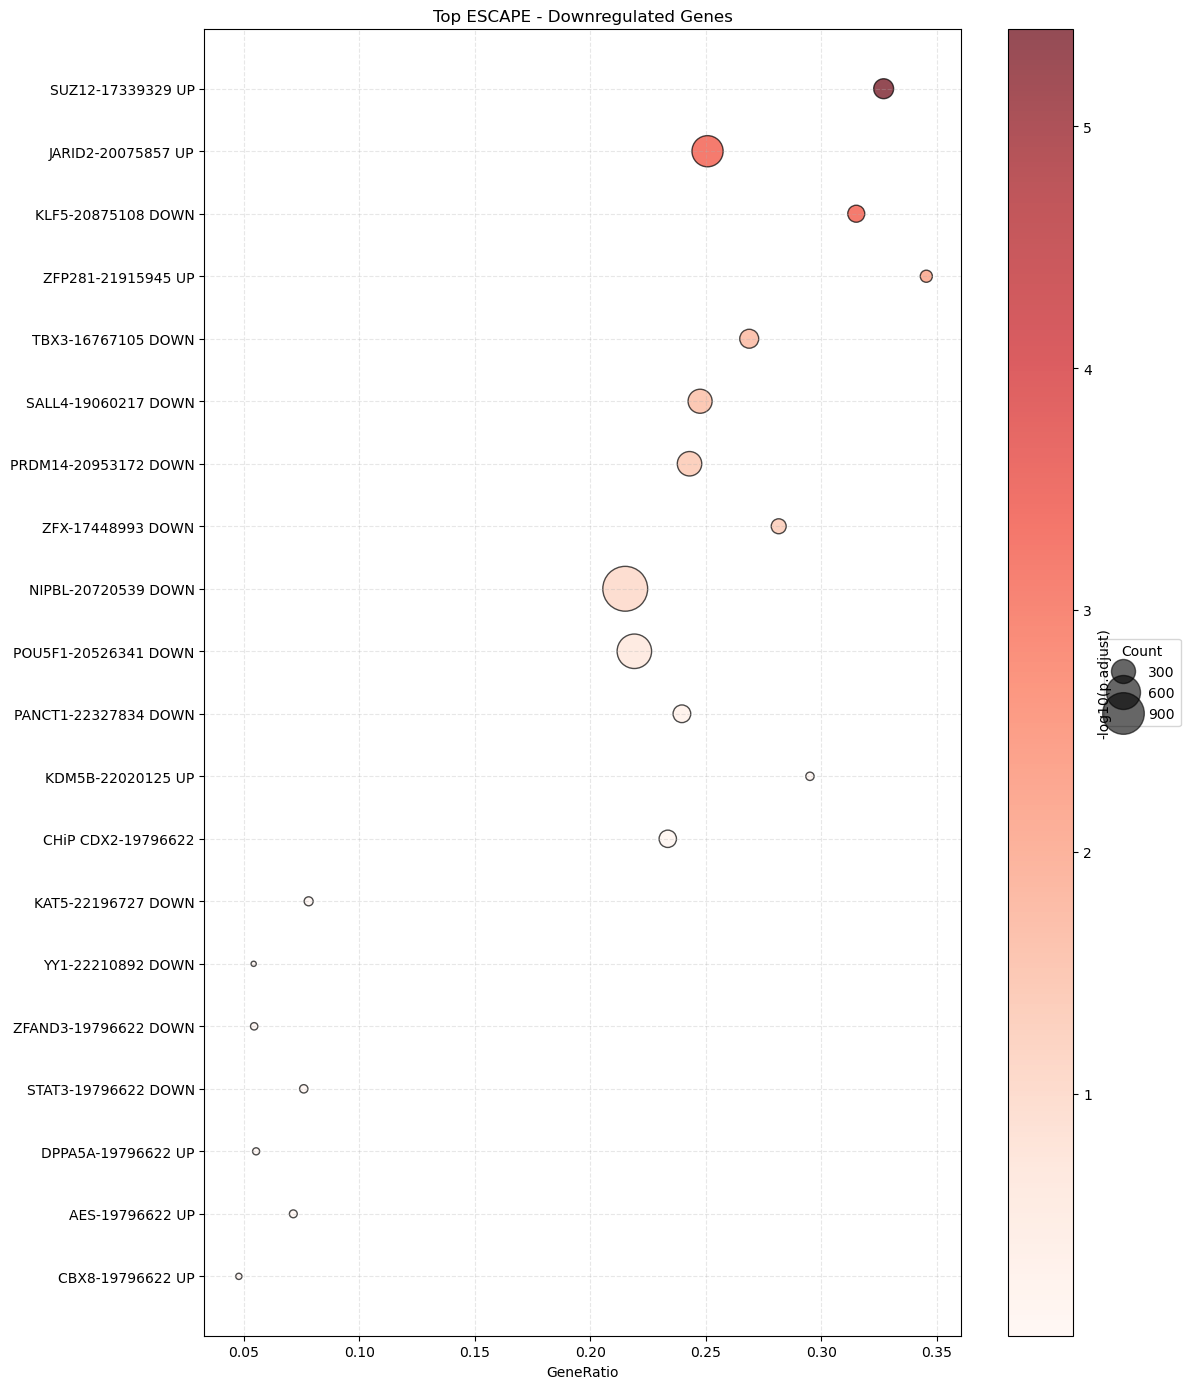 Top ESCAPE - Downregulated Genes
SUZ12-17339329 UP
JARID2-20075857 UP
KLF5-20875108 DOWN
ZFP281-21915945 UP
TBX3-16767105 DOWN
SALL4-19060217 DOWN
PRDM14-20953172 DOWN
ZFX-17448993 DOWN
NIPBL-20720539 DOWN
POU5F1-20526341 DOWN
PANCT1-22327834 DOWN
KDM5B-22020125 UP
CHiP CDX2-19796622
KAT5-22196727 DOWN
YY1-22210892 DOWN
ZFAND3-19796622 DOWN
STAT3-19796622 DOWN
DPPA5A-19796622 UP
AES-19796622 UP
CBX8-19796622 UP
0.05 0.10 0.15 0.20 0.25 0.30 0.35
GeneRatio
5
4
3
2
1
-log10(p.adjust)
Count
300
600
900